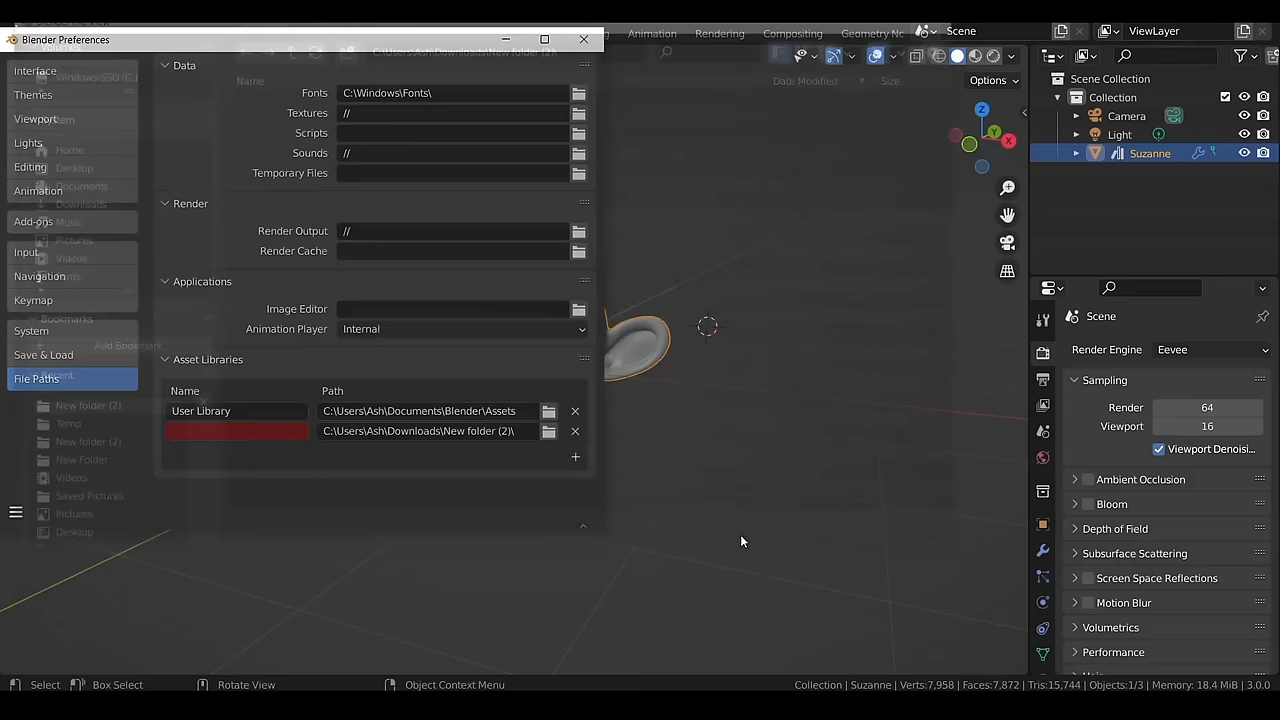 Blender Preferences
Animation
Rendering
Compositing
Geometry No
Scene
ViewLayer
C:\Users\Ash\Downloads\New folder (2)\
Name
Date Modified
Size
Options
Interface
Themes
Viewport
Lights
Editing
Animation
Add-ons
Input
Navigation
Keymap
System
Save & Load
File Paths
Volumes
Windows-SSD (C:)
Home
Desktop
Documents
Downloads
Music
Pictures
Videos
Fonts
Bookmarks
Add Bookmark
Recent
New folder (2)
Temp
New folder (2)
New Folder
Videos
Saved Pictures
Pictures
Desktop
Data
Fonts C:\Windows\Fonts\
Textures //
Scripts
Sounds //
Temporary Files
Render
Render Output //
Render Cache
Applications
Image Editor
Animation Player Internal
Asset Libraries
Name Path
User Library C:\Users\Ash\Documents\Blender\Assets
C:\Users\Ash\Downloads\New folder (2)\
Z
Y
X
Scene Collection
Collection
Camera
Light
Suzanne
Scene
Render Engine Eevee
Sampling
Render 64
Viewport 16
Viewport Denoisi...
Ambient Occlusion
Bloom
Depth of Field
Subsurface Scattering
Screen Space Reflections
Motion Blur
Volumetrics
Performance
Select
Box Select
Rotate View
Object Context Menu
Collection | Suzanne | Verts:7,958 | Faces:7,872 | Tris:15,744 | Objects:1/3 | Memory: 18.4 MiB | 3.0.0